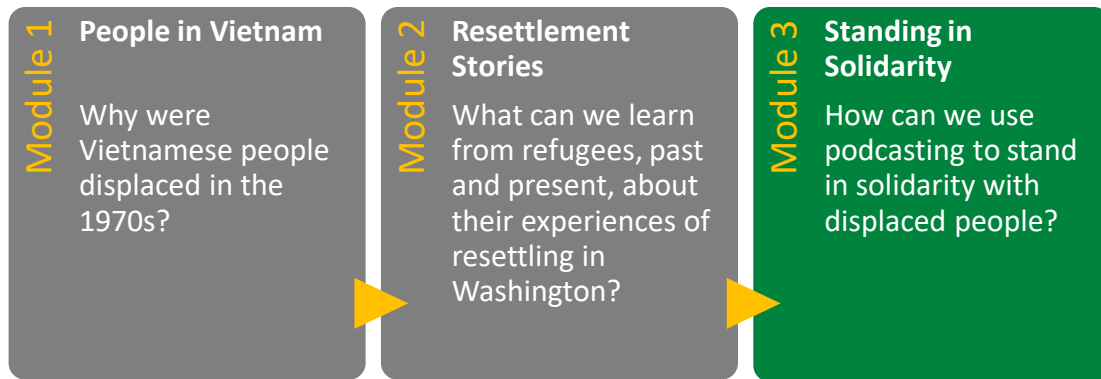 Module 1
People in Vietnam
Why were
Vietnamese people
displaced in the
1970s?
Module 2
Resettlement
Stories
What can we learn
from refugees, past
and present, about
their experiences of
resettling in
Washington?
Module 3
Standing in
Solidarity
How can we use
podcasting to stand
in solidarity with
displaced people?